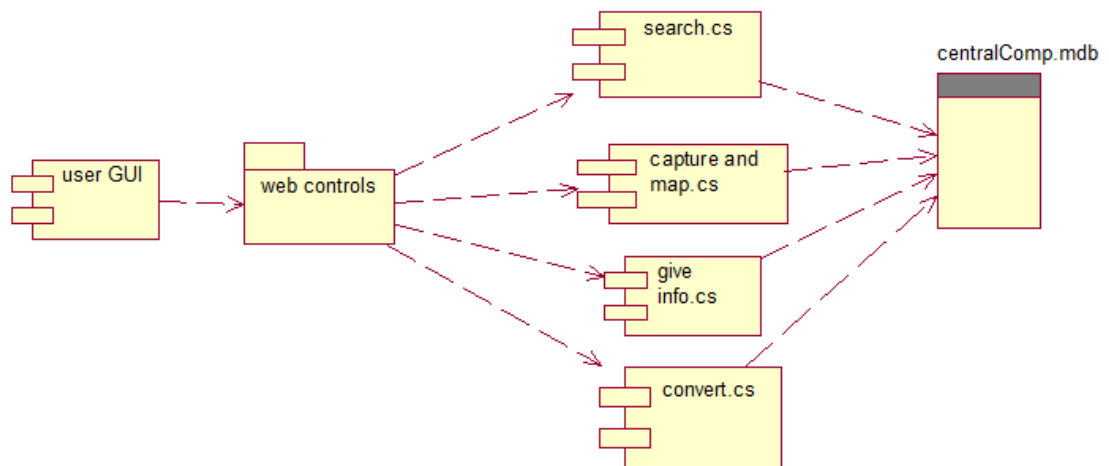 search.cs
centralComp.mdb
user GUI
web controls
capture and
map.cs
give
info.cs
convert.cs